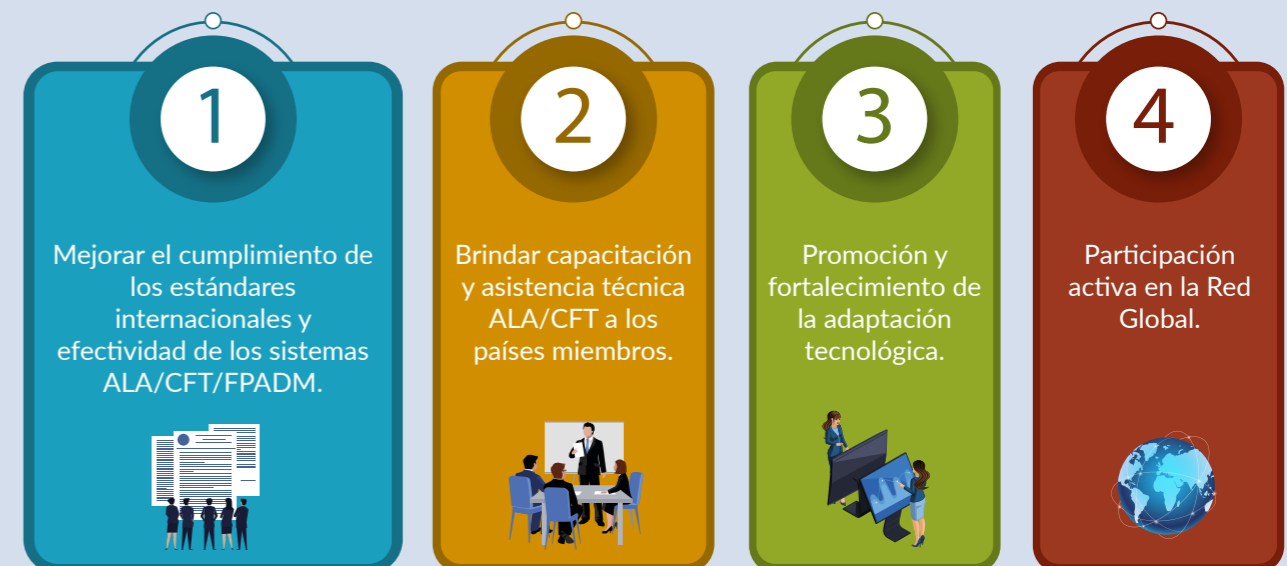 1
Mejorar el cumplimiento de
los estándares
internacionales y
efectividad de los sistemas
ALA/CFT/FPADM.
2
Brindar capacitación
y asistencia técnica
ALA/CFT a los
países miembros.
3
Promoción y
fortalecimiento de
la adaptación
tecnológica.
4
Participación
activa en la Red
Global.